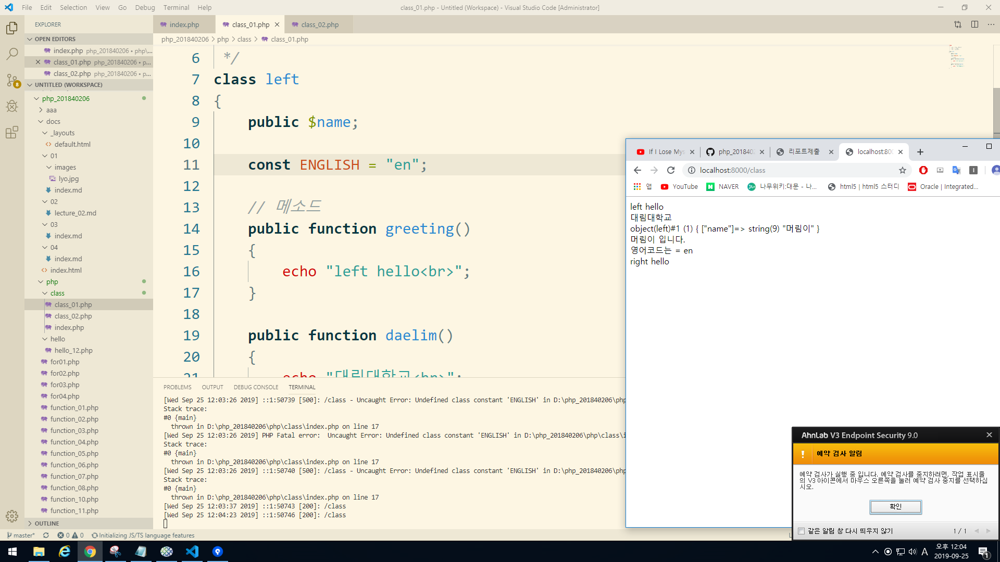 File Edit Selection View Go Debug Terminal Help
class_01.php - Untitled (Workspace) - Visual Studio Code [Administrator]
EXPLORER
OPEN EDITORS
index.php php_201840206 • php\...
class_01.php php_201840206 • p...
class_02.php php_201840206 • p...
UNTITLED (WORKSPACE)
php_201840206
aaa
docs
_layouts
default.html
01
images
lyo.jpg
index.md
02
lecture_02.md
03
index.md
04
index.md
index.html
php
class
class_01.php
class_02.php
index.php
hello
hello_12.php
for01.php
for02.php
for03.php
for04.php
function_01.php
function_02.php
function_03.php
function_04.php
function_05.php
function_06.php
function_07.php
function_08.php
function_09.php
function_10.php
function_11.php
OUTLINE
8
index.php class_01.php class_02.php
php_201840206 > php > class > class_01.php
6 */
7 class left
8 {
9 public $name;
10
11 const ENGLISH = "en";
12
13 // 메소드
14 public function greeting()
15 {
16 echo "left hello<br>";
17 }
18
19 public function daelim()
20 {
21 echo "대림대학교<br>";
PROBLEMS OUTPUT DEBUG CONSOLE TERMINAL
[Wed Sep 25 12:03:26 2019] ::1:50739 [500]: /class - Uncaught Error: Undefined class constant 'ENGLISH' in D:\php_201840206\php
Stack trace:
#0 {main}
thrown in D:\php_201840206\php\class\index.php on line 17
[Wed Sep 25 12:03:26 2019] PHP Fatal error:  Uncaught Error: Undefined class constant 'ENGLISH' in D:\php_201840206\php\class\i
Stack trace:
#0 {main}
thrown in D:\php_201840206\php\class\index.php on line 17
[Wed Sep 25 12:03:26 2019] ::1:50740 [500]: /class - Uncaught Error: Undefined class constant 'ENGLISH' in D:\php_201840206\php
Stack trace:
#0 {main}
thrown in D:\php_201840206\php\class\index.php on line 17
[Wed Sep 25 12:03:37 2019] ::1:50743 [200]: /class
[Wed Sep 25 12:04:23 2019] ::1:50746 [200]: /class
If I Lose Mys php_20184020 리포트제출 localhost:800
localhost:8000/class
앱 YouTube NAVER 나무위키:대문 - 나... html5 | html5 스터디 Oracle | Integrated...
left hello
대림대학교
object(left)#1 (1) { ["name"]=> string(9) "머림이" }
머림이 입니다.
영어코드는 = en
right hello
AhnLab V3 Endpoint Security 9.0
예약 검사 알림
예약 검사가 실행 중 입니다. 예약 검사를 중지하려면, 작업 표시줄
의 V3 아이콘에서 마우스 오른쪽을 눌러 예약 검사 중지를 선택하십
시오.
확인
같은 알림 창 다시 띄우지 않기 1 / 1
master* 0 0 Initializing JS/TS language features
A 오후 12:04
2019-09-25
1